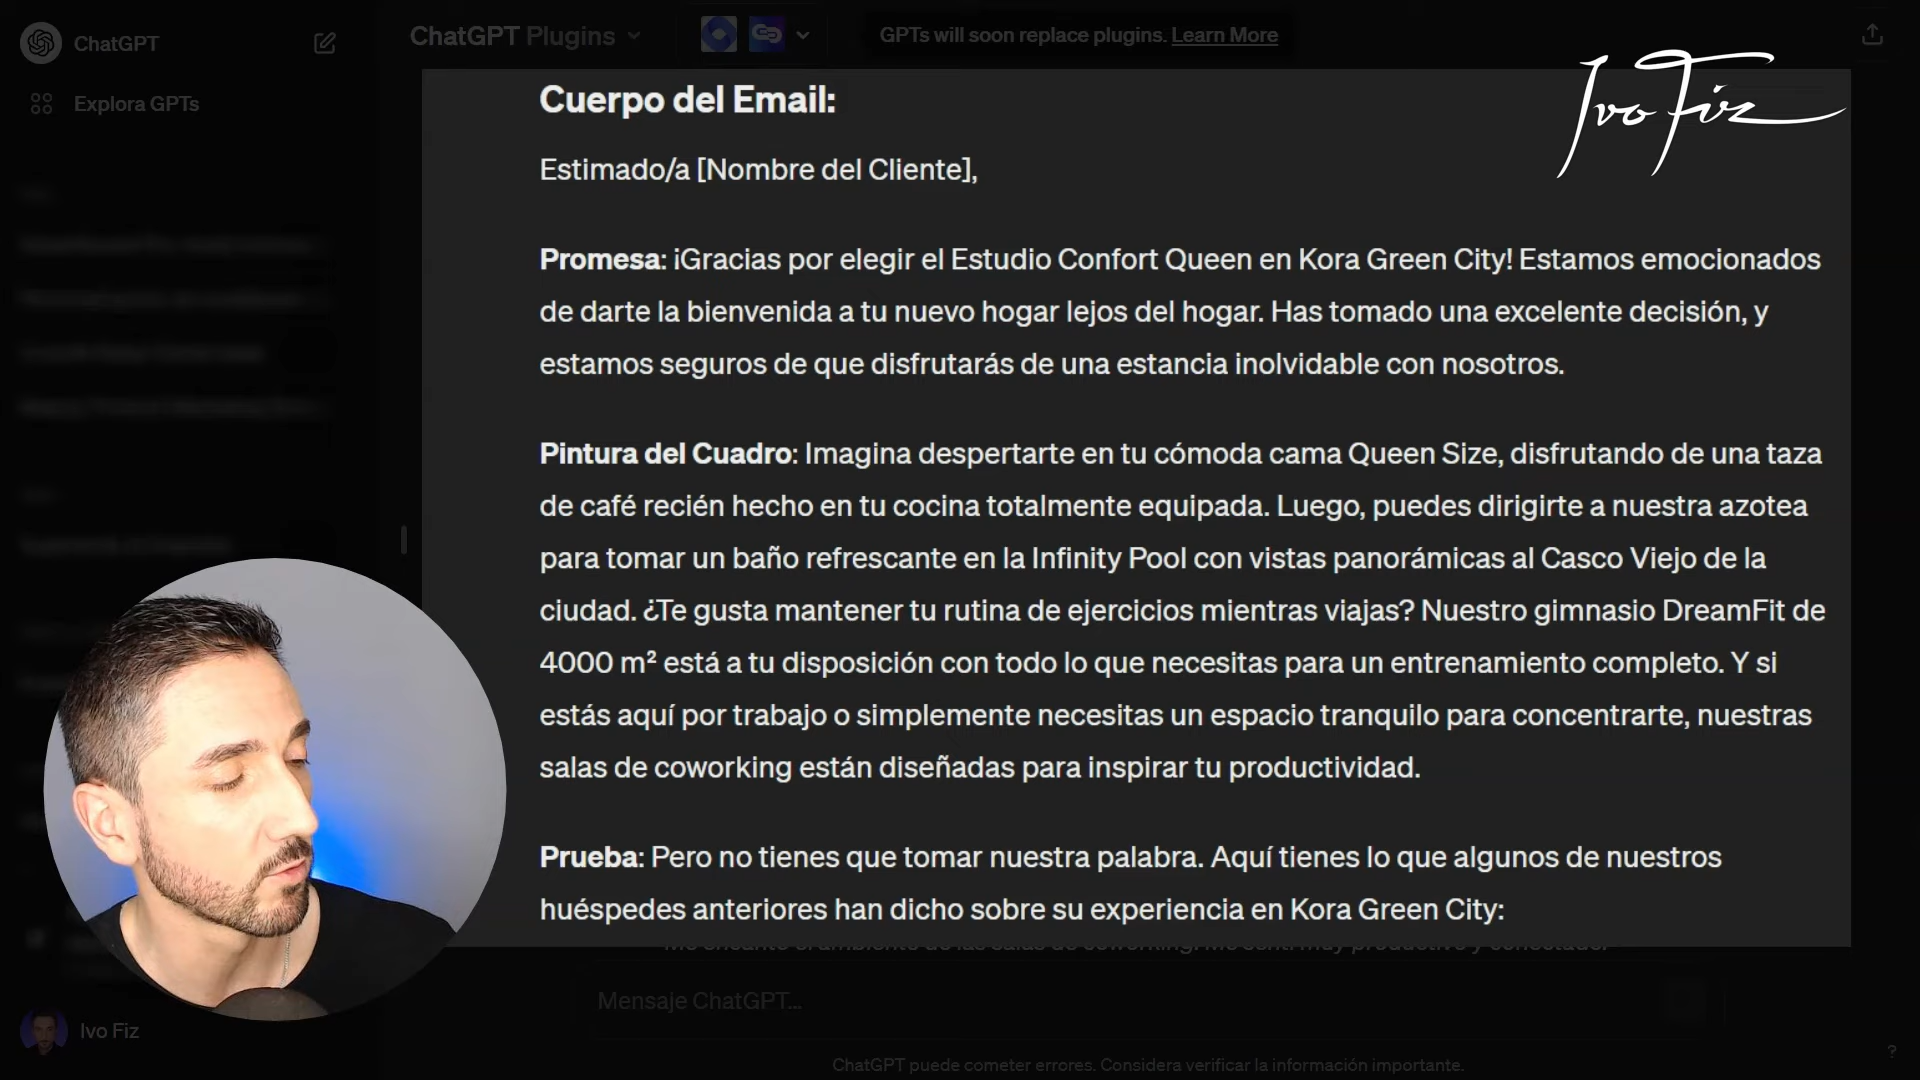 ChatGPT
ChatGPT Plugins
GPTs will soon replace plugins. Learn More
Explora GPTs
Ivo Fiz
Cuerpo del Email:
Estimado/a [Nombre del Cliente],
Promesa: ¡Gracias por elegir el Estudio Confort Queen en Kora Green City! Estamos emocionados
de darte la bienvenida a tu nuevo hogar lejos del hogar. Has tomado una excelente decisión, y
estamos seguros de que disfrutarás de una estancia inolvidable con nosotros.
Pintura del Cuadro: Imagina despertarte en tu cómoda cama Queen Size, disfrutando de una taza
de café recién hecho en tu cocina totalmente equipada. Luego, puedes dirigirte a nuestra azotea
para tomar un baño refrescante en la Infinity Pool con vistas panorámicas al Casco Viejo de la
ciudad. ¿Te gusta mantener tu rutina de ejercicios mientras viajas? Nuestro gimnasio DreamFit de
4000 m² está a tu disposición con todo lo que necesitas para un entrenamiento completo. Y si
estás aquí por trabajo o simplemente necesitas un espacio tranquilo para concentrarte, nuestras
salas de coworking están diseñadas para inspirar tu productividad.
Prueba: Pero no tienes que tomar nuestra palabra. Aquí tienes lo que algunos de nuestros
huéspedes anteriores han dicho sobre su experiencia en Kora Green City:
Mensaje ChatGPT...
Ivo Fiz
ChatGPT puede cometer errores. Considera verificar la información importante.
?